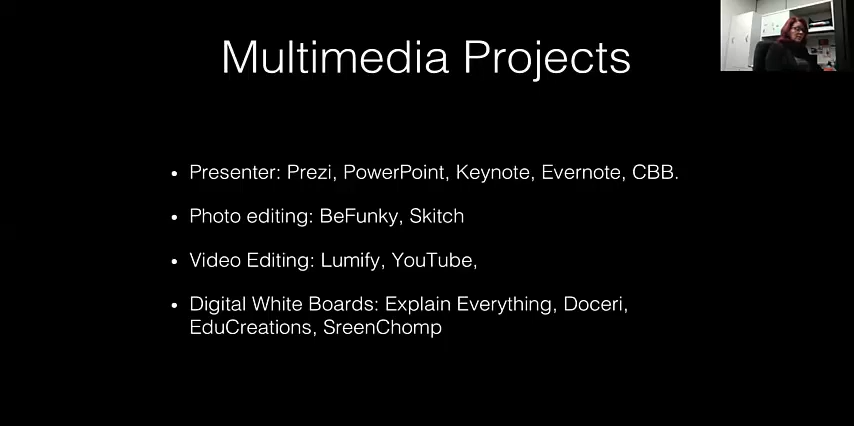 Multimedia Projects
• Presenter: Prezi, PowerPoint, Keynote, Evernote, CBB.
• Photo editing: BeFunky, Skitch
• Video Editing: Lumify, YouTube,
• Digital White Boards: Explain Everything, Doceri,
EduCreations, SreenChomp